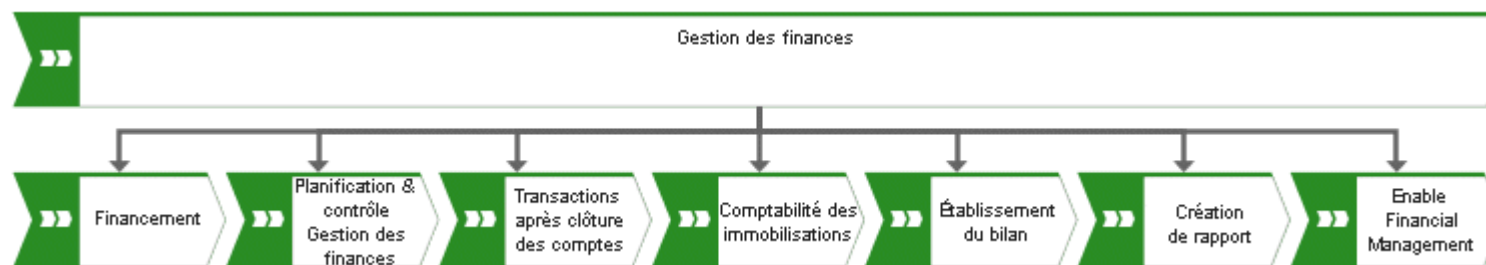 Gestion des finances
Financement
Planification &
contrôle
Gestion des
finances
Transactions
après clôture
des comptes
Comptabilité des
immobilisations
Établissement
du bilan
Création
de rapport
Enable
Financial
Management